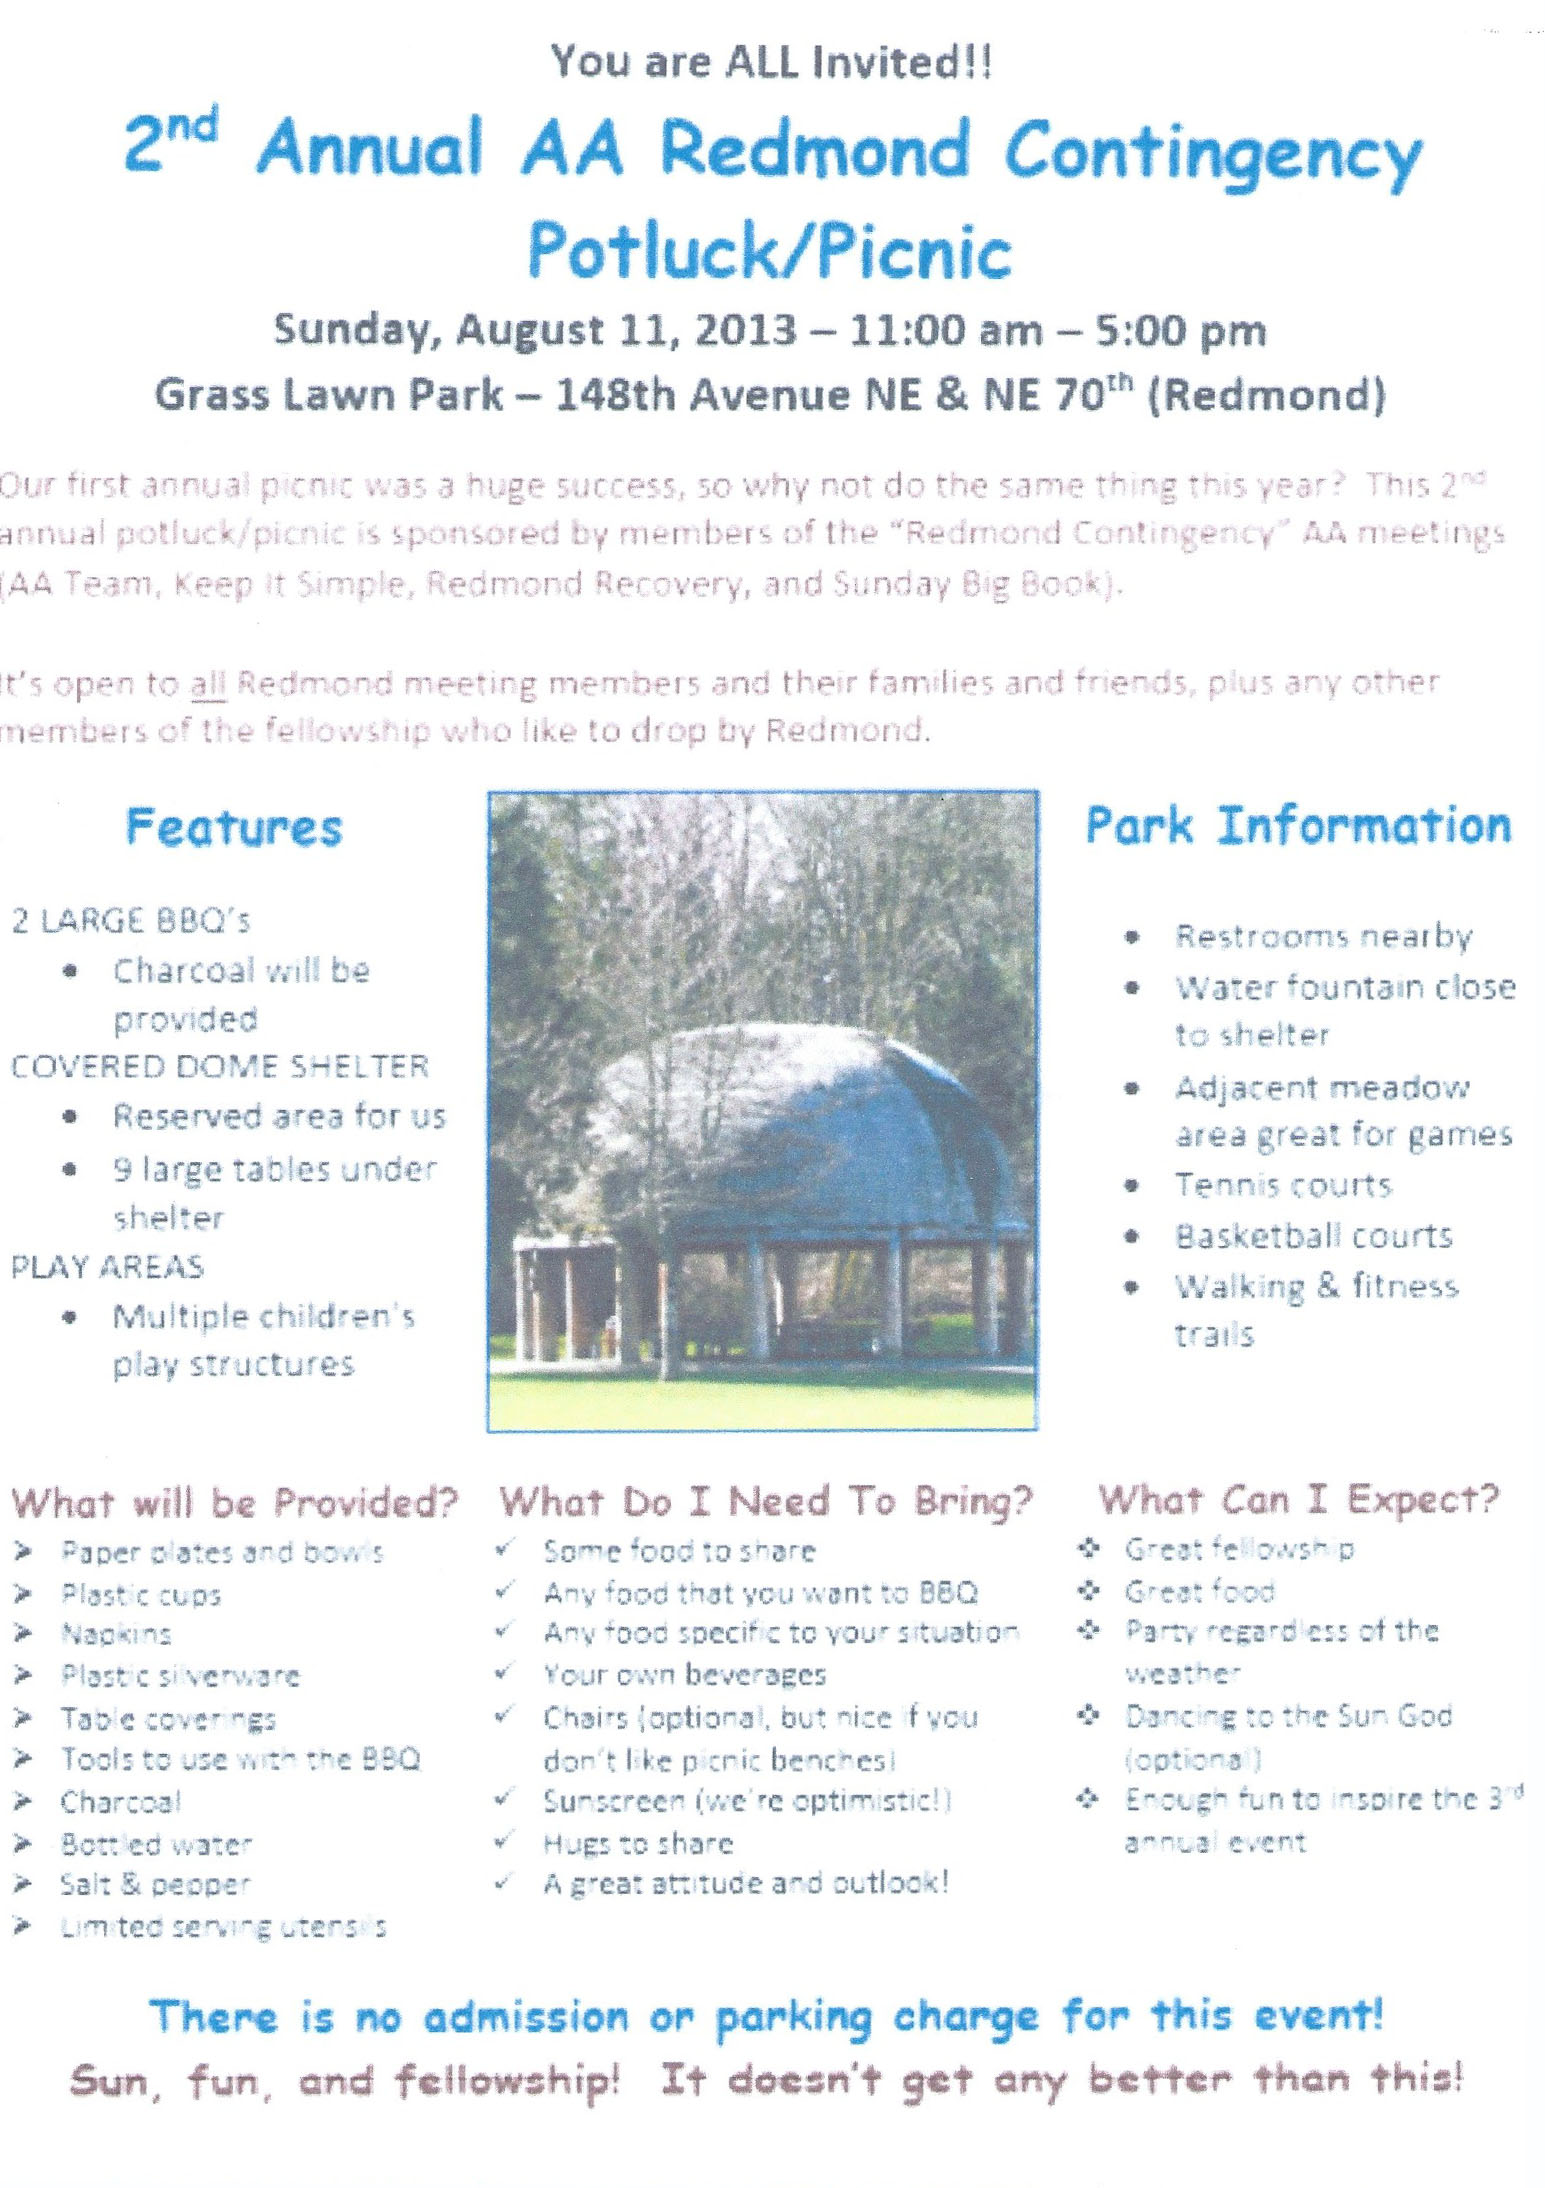 You are ALL Invited!!
2nd Annual AA Redmond Contingency
Potluck/Picnic
Sunday, August 11, 2013 – 11:00 am – 5:00 pm
Grass Lawn Park – 148th Avenue NE & NE 70th (Redmond)
Our first annual picnic was a huge success, so why not do the same thing this year?  This 2nd
annual potluck/picnic is sponsored by members of the "Redmond Contingency" AA meetings
(AA Team, Keep It Simple, Redmond Recovery, and Sunday Big Book).
It's open to all Redmond meeting members and their families and friends, plus any other
members of the fellowship who like to drop by Redmond.
Features
2 LARGE BBQ's
• Charcoal will be
provided
COVERED DOME SHELTER
• Reserved area for us
• 9 large tables under
shelter
PLAY AREAS
• Multiple children's
play structures
Park Information
• Restrooms nearby
• Water fountain close
to shelter
• Adjacent meadow
area great for games
• Tennis courts
• Basketball courts
• Walking & fitness
trails
What will be Provided?
➢ Paper plates and bowls
➢ Plastic cups
➢ Napkins
➢ Plastic silverware
➢ Table coverings
➢ Tools to use with the BBQ
➢ Charcoal
➢ Bottled water
➢ Salt & pepper
➢ Limited serving utensils
What Do I Need To Bring?
✓ Some food to share
✓ Any food that you want to BBQ
✓ Any food specific to your situation
✓ Your own beverages
✓ Chairs (optional, but nice if you
don't like picnic benches)
✓ Sunscreen (we're optimistic!)
✓ Hugs to share
✓ A great attitude and outlook!
What Can I Expect?
❖ Great fellowship
❖ Great food
❖ Party regardless of the
weather
❖ Dancing to the Sun God
(optional)
❖ Enough fun to inspire the 3rd
annual event
There is no admission or parking charge for this event!
Sun, fun, and fellowship!  It doesn't get any better than this!